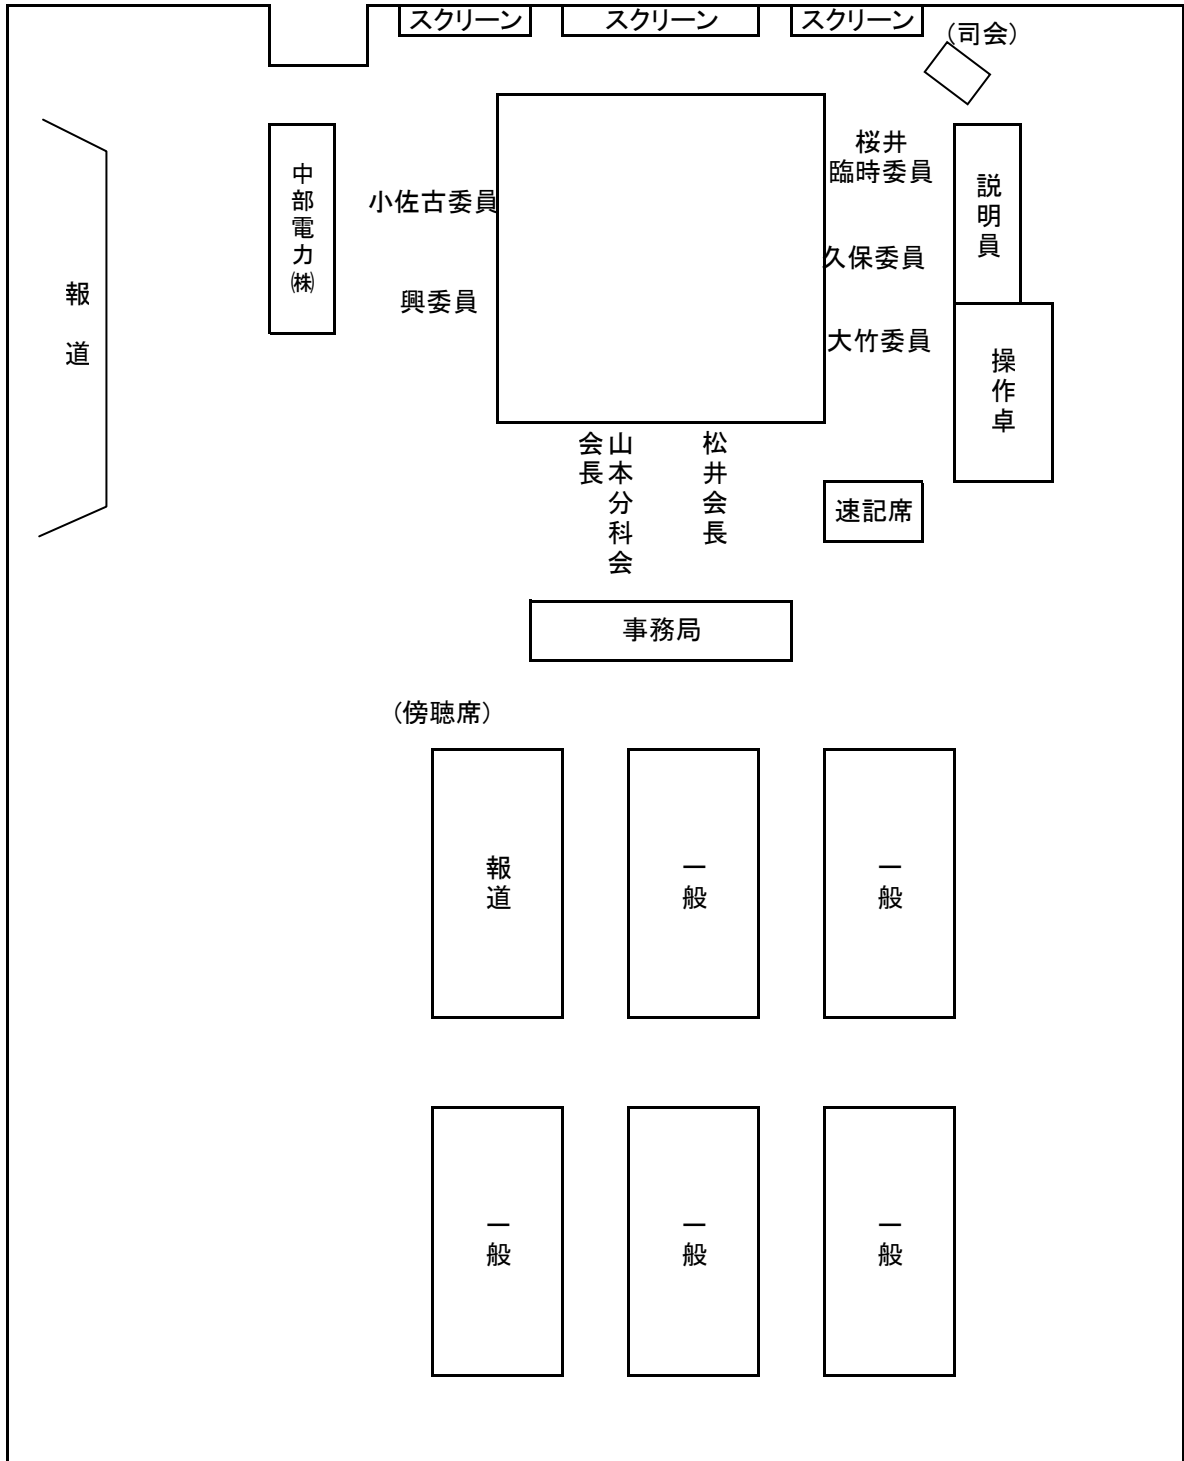 スクリーン
スクリーン
スクリーン
（司会）
桜井
臨時委員
説明員
中部電力㈱
小佐古委員
久保委員
報道
興委員
大竹委員
操作卓
山本分科会
会長
松井会長
速記席
事務局
（傍聴席）
報道
一般
一般
一般
一般
一般